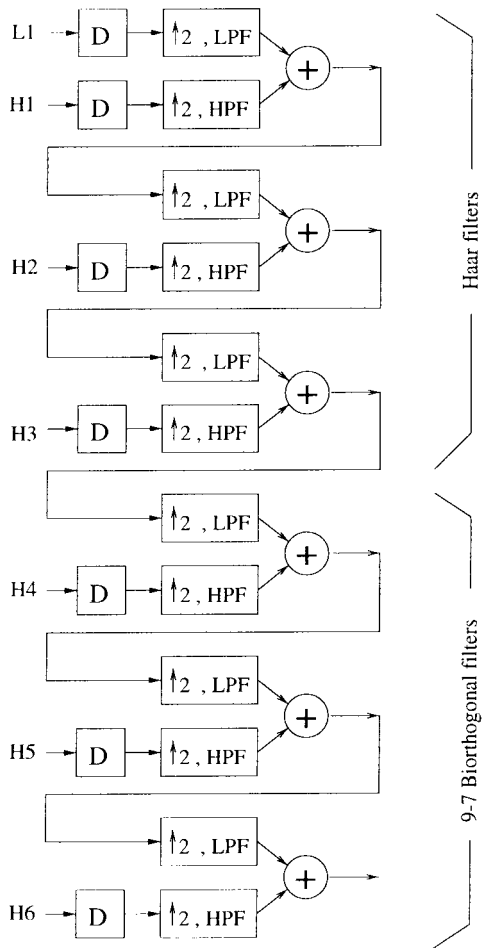 L1 D ↑2 , LPF
+
H1 D ↑2 , HPF
↑2 , LPF
+
H2 D ↑2 , HPF
↑2 , LPF
+
H3 D ↑2 , HPF
Haar filters
↑2 , LPF
+
H4 D ↑2 , HPF
↑2 , LPF
+
H5 D ↑2 , HPF
↑2 , LPF
+
H6 D ↑2 , HPF
9-7 Biorthogonal filters